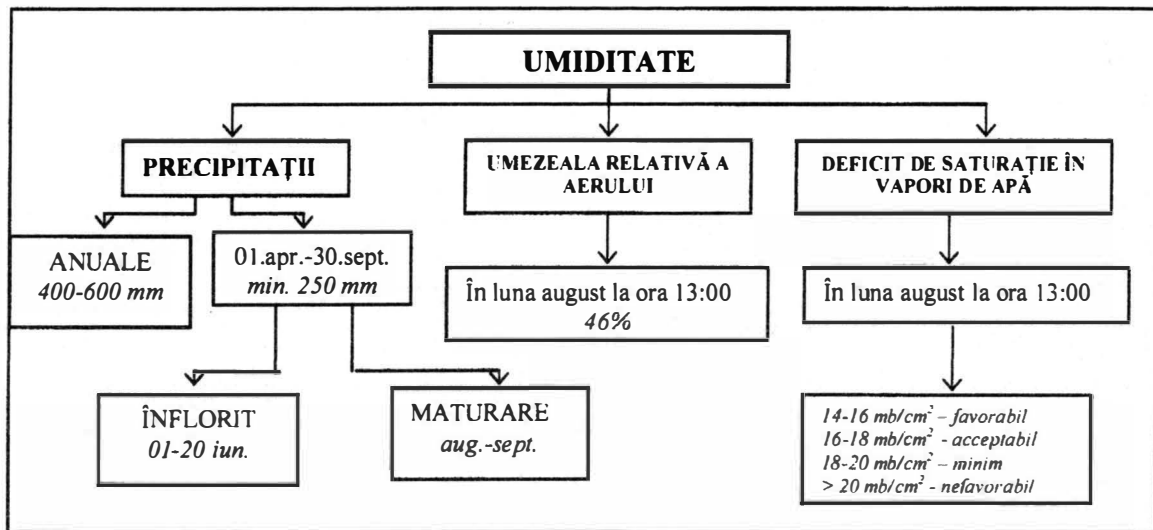 UMIDITATE
PRECIPITAȚII
UMEZEALA RELATIVĂ A
AERULUI
DEFICIT DE SATURAȚIE ÎN
VAPORI DE APĂ
ANUALE
400-600 mm
01.apr.-30.sept.
min. 250 mm
În luna august la ora 13:00
46%
În luna august la ora 13:00
ÎNFLORIT
01-20 iun.
MATURARE
aug.-sept.
14-16 mb/cm² – favorabil
16-18 mb/cm² - acceptabil
18-20 mb/cm² – minim
> 20 mb/cm² - nefavorabil